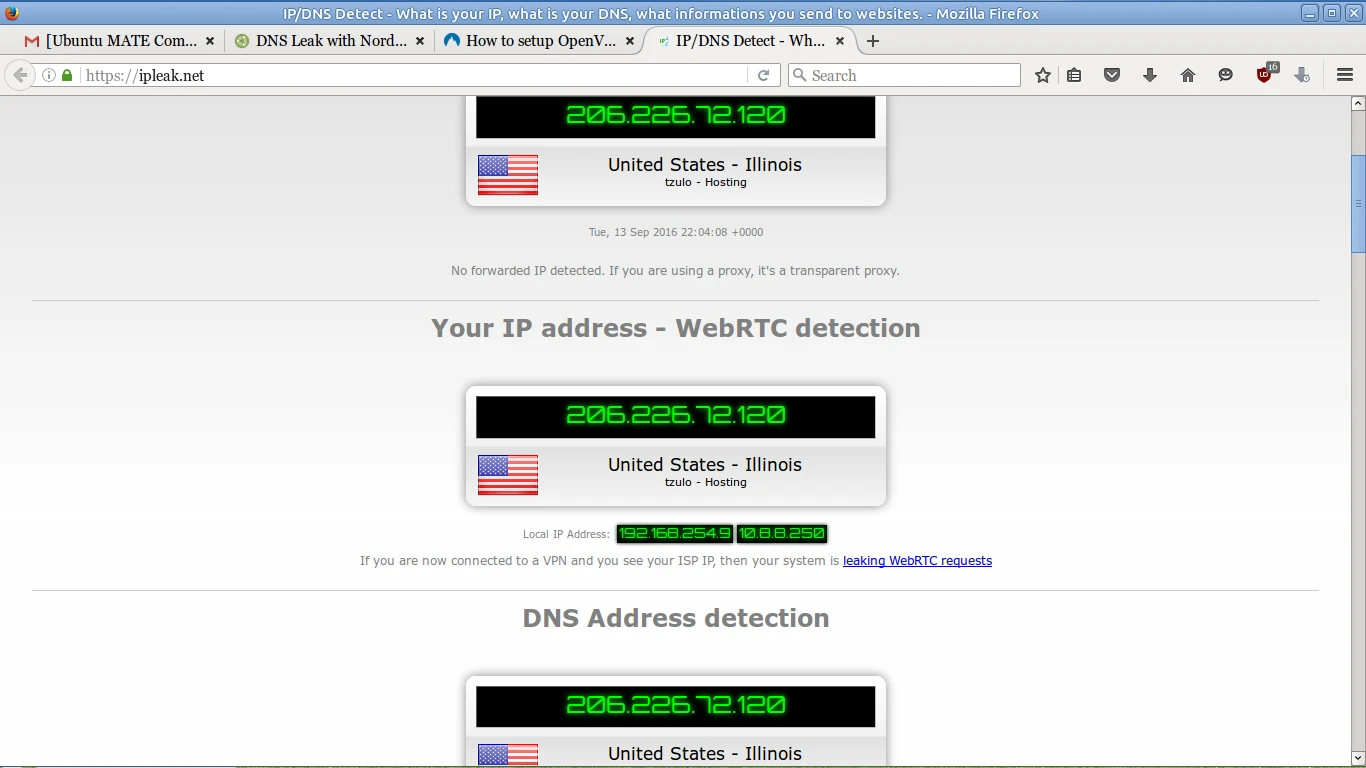 IP/DNS Detect - What is your IP, what is your DNS, what informations you send to websites. - Mozilla Firefox
[Ubuntu MATE Com...
DNS Leak with Nord...
How to setup OpenV...
IP/DNS Detect - Wh...
https://ipleak.net
Search
16
206.226.72.120
United States - Illinois
tzulo - Hosting
Tue, 13 Sep 2016 22:04:08 +0000
No forwarded IP detected. If you are using a proxy, it's a transparent proxy.
Your IP address - WebRTC detection
206.226.72.120
United States - Illinois
tzulo - Hosting
Local IP Address: 192.168.254.9 10.8.8.250
If you are now connected to a VPN and you see your ISP IP, then your system is leaking WebRTC requests
DNS Address detection
206.226.72.120
United States - Illinois